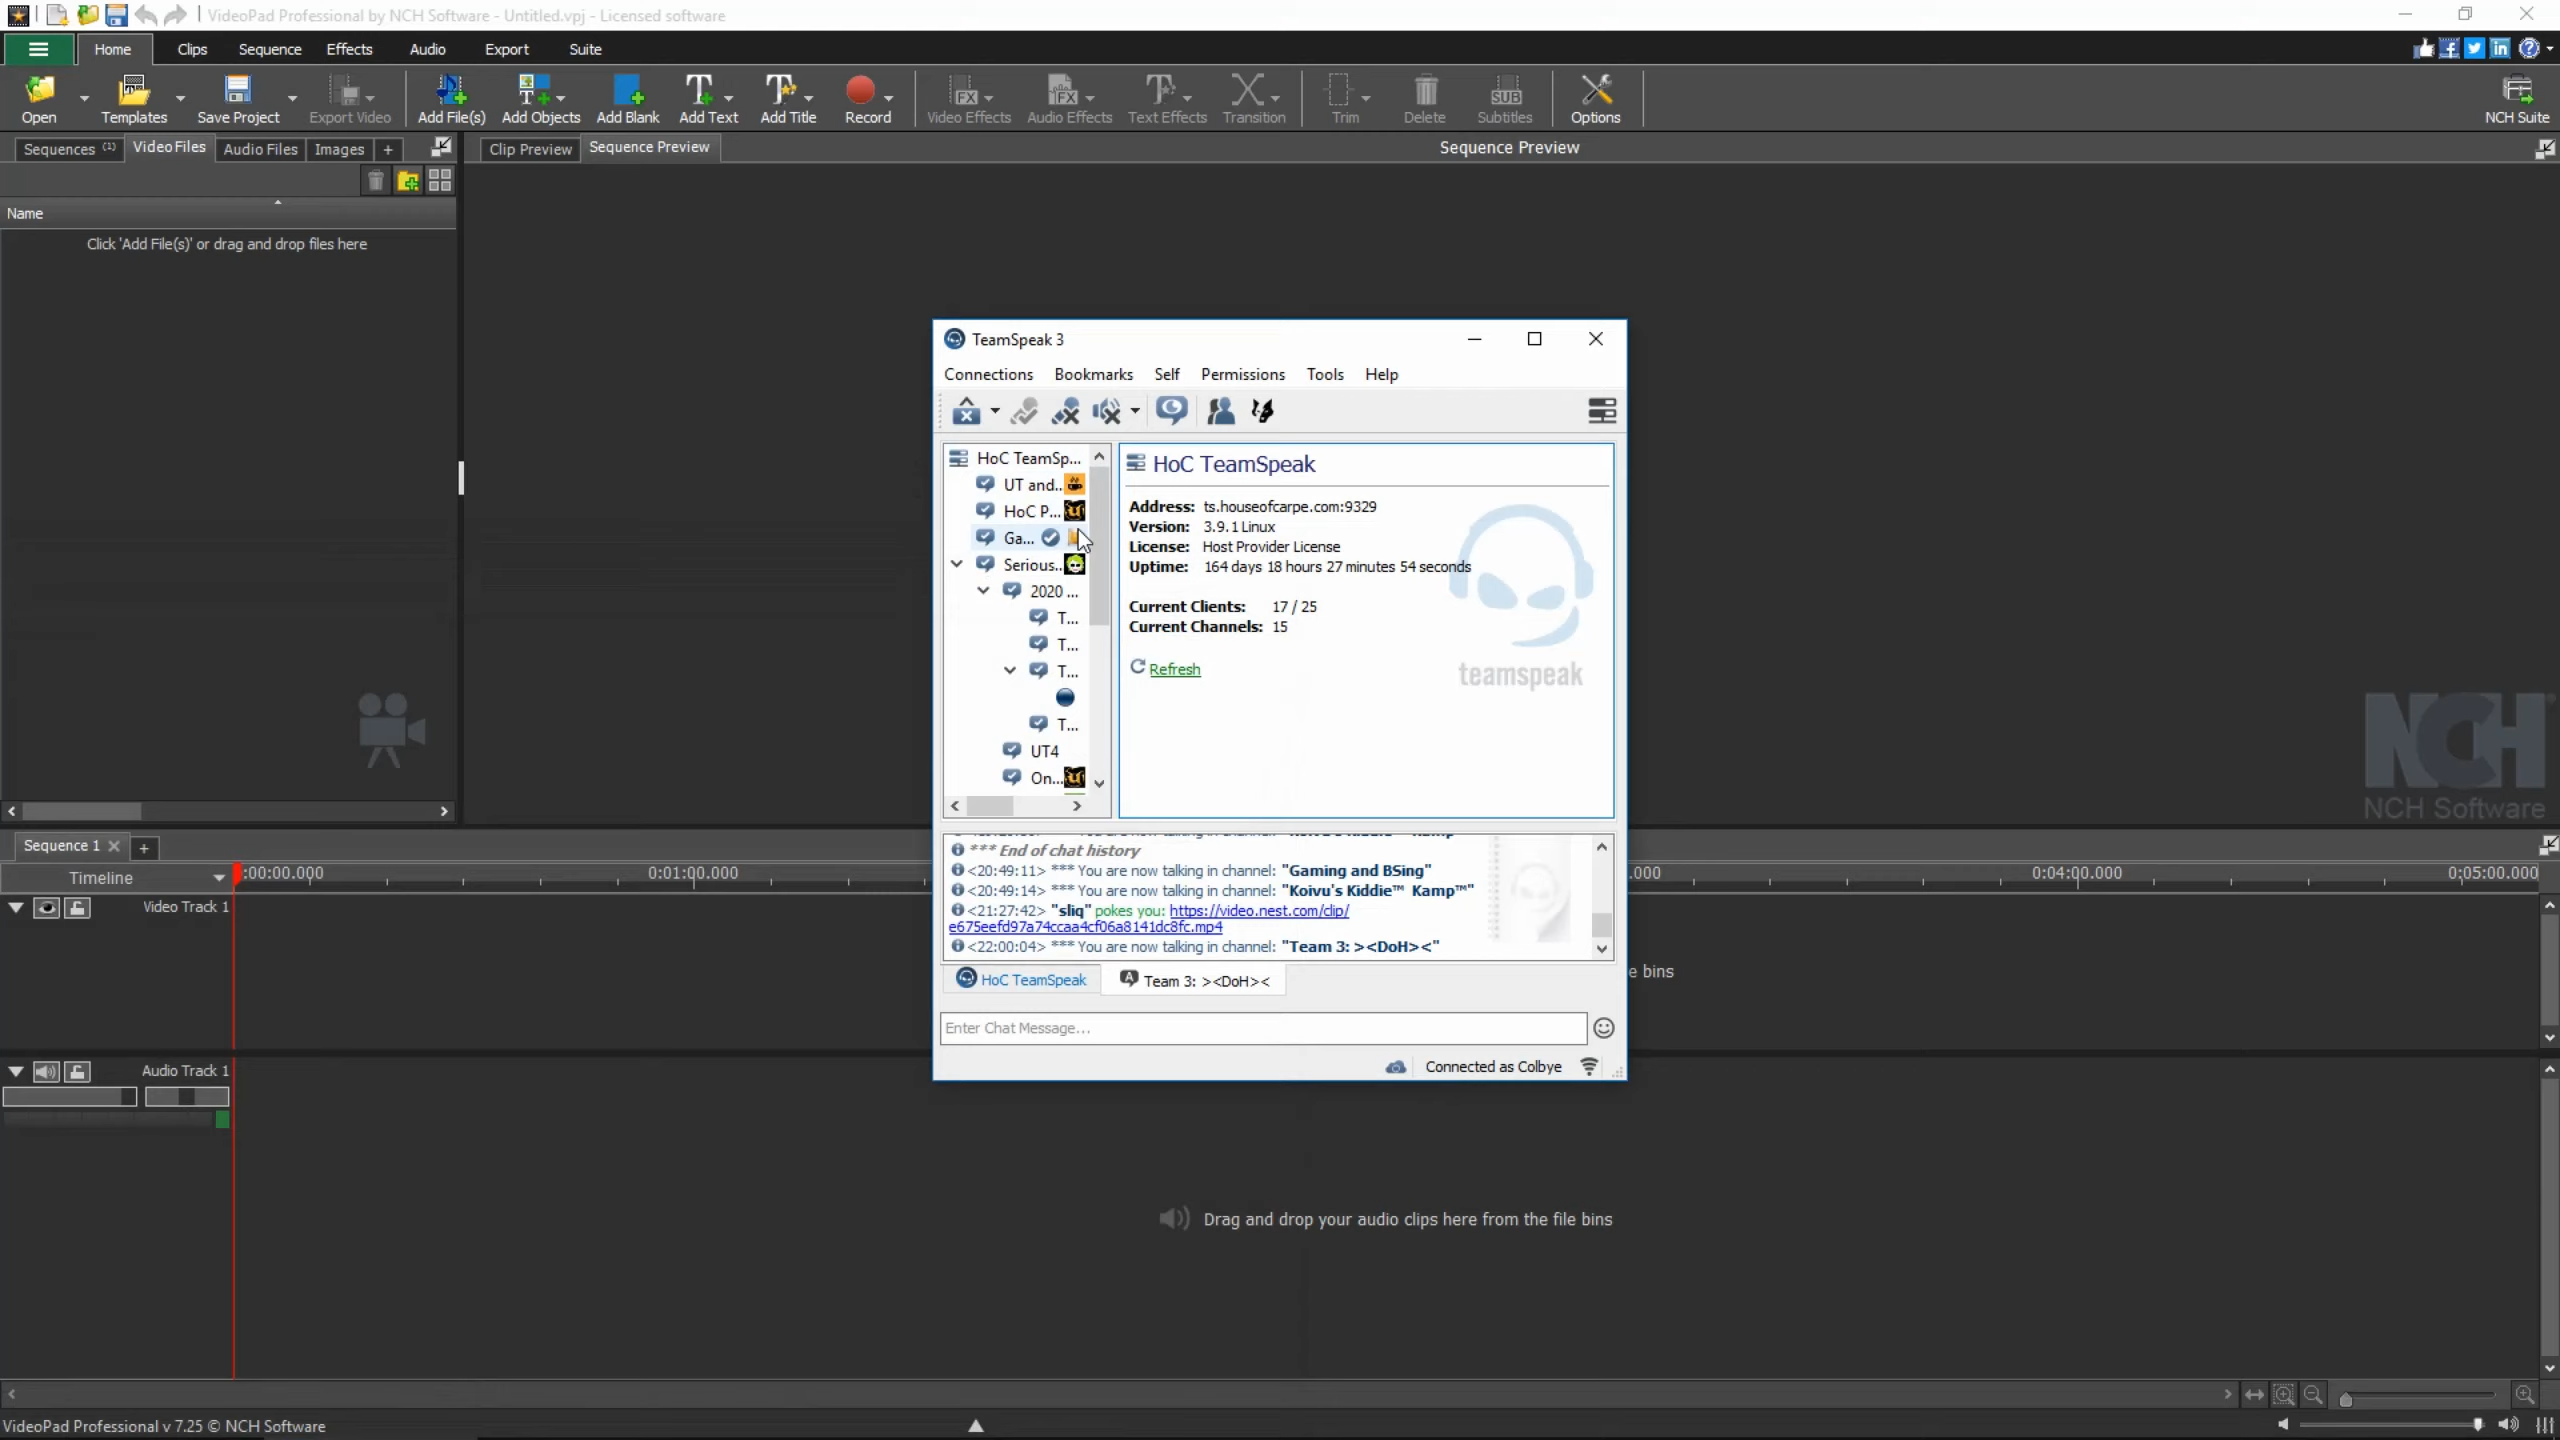 VideoPad Professional by NCH Software - Untitled.vpj - Licensed software
Home Clips Sequence Effects Audio Export Suite
Open Templates Save Project Export Video Add File(s) Add Objects Add Blank Add Text Add Title Record Video Effects Audio Effects Text Effects Transition Trim Delete Subtitles Options NCH Suite
Sequences (1) Video Files Audio Files Images +
Clip Preview Sequence Preview Sequence Preview
Name
Click 'Add File(s)' or drag and drop files here
NCH
NCH Software
TeamSpeak 3
Connections Bookmarks Self Permissions Tools Help
HoC TeamSp...
UT and...
HoC P...
Ga...
Serious...
2020 ...
T...
T...
T...
T...
UT4
On...
HoC TeamSpeak
Address: ts.houseofcarpe.com:9329
Version: 3.9.1 Linux
License: Host Provider License
Uptime: 164 days 18 hours 27 minutes 54 seconds
Current Clients: 17 / 25
Current Channels: 15
Refresh
teamspeak
*** End of chat history
<20:49:11> *** You are now talking in channel: "Gaming and BSing"
<20:49:14> *** You are now talking in channel: "Koivu's Kiddie™ Kamp™"
<21:27:42> "sliq" pokes you: https://video.nest.com/clip/
e675eefd97a74ccaa4cf06a8141dc8fc.mp4
<22:00:04> *** You are now talking in channel: "Team 3: ><DoH><"
HoC TeamSpeak Team 3: ><DoH><
Enter Chat Message...
Connected as Colbye
Sequence 1 +
Timeline :00:00.000 0:01:00.000 .000 0:04:00.000 0:05:00.000
Video Track 1
e bins
Audio Track 1
Drag and drop your audio clips here from the file bins
VideoPad Professional v 7.25 © NCH Software